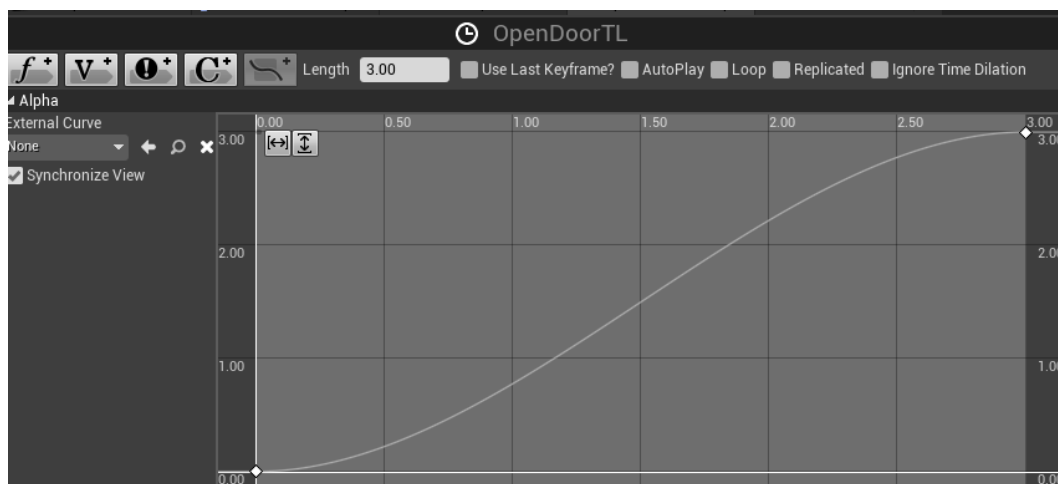 OpenDoorTL
f+ V+ !+ C+ + Length 3.00 Use Last Keyframe? AutoPlay Loop Replicated Ignore Time Dilation
Alpha
External Curve
None
Synchronize View
0.00 0.50 1.00 1.50 2.00 2.50 3.00
3.00 3.0
2.00 2.0
1.00 1.0
0.00 0.0